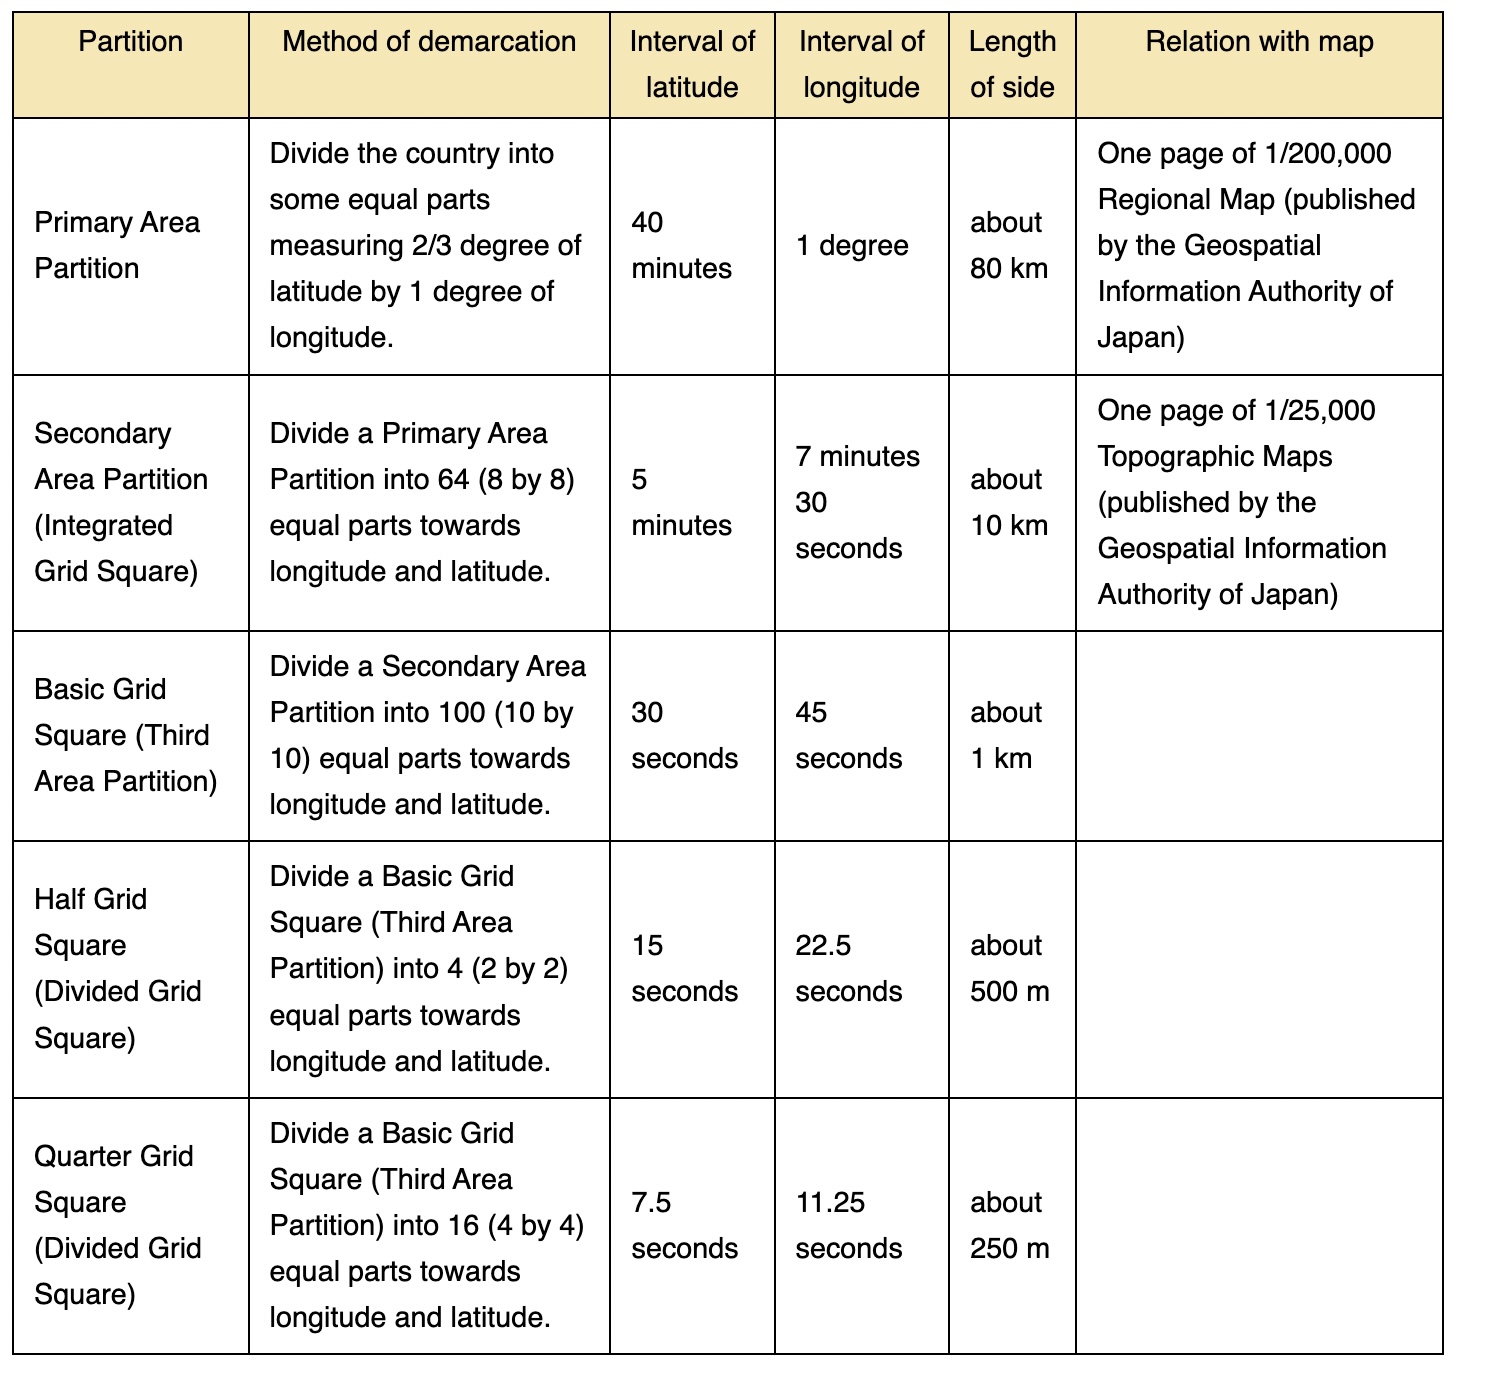 Partition
Method of demarcation
Interval of
latitude
Interval of
longitude
Length
of side
Relation with map
Primary Area
Partition
Divide the country into
some equal parts
measuring 2/3 degree of
latitude by 1 degree of
longitude.
40
minutes
1 degree
about
80 km
One page of 1/200,000
Regional Map (published
by the Geospatial
Information Authority of
Japan)
Secondary
Area Partition
(Integrated
Grid Square)
Divide a Primary Area
Partition into 64 (8 by 8)
equal parts towards
longitude and latitude.
5
minutes
7 minutes
30
seconds
about
10 km
One page of 1/25,000
Topographic Maps
(published by the
Geospatial Information
Authority of Japan)
Basic Grid
Square (Third
Area Partition)
Divide a Secondary Area
Partition into 100 (10 by
10) equal parts towards
longitude and latitude.
30
seconds
45
seconds
about
1 km
Half Grid
Square
(Divided Grid
Square)
Divide a Basic Grid
Square (Third Area
Partition) into 4 (2 by 2)
equal parts towards
longitude and latitude.
15
seconds
22.5
seconds
about
500 m
Quarter Grid
Square
(Divided Grid
Square)
Divide a Basic Grid
Square (Third Area
Partition) into 16 (4 by 4)
equal parts towards
longitude and latitude.
7.5
seconds
11.25
seconds
about
250 m